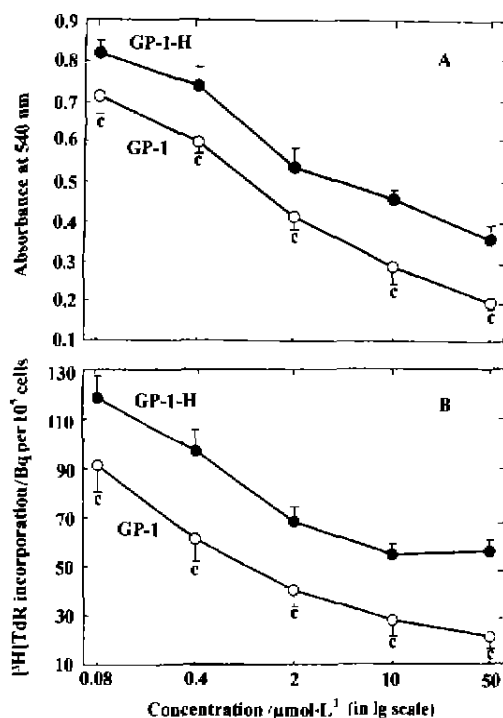 0.9
GP-1-H
A
0.8
0.7
c
0.6
GP-1
c
0.5
0.4
c
0.3
c
0.2
c
0.1
Absorbance at 540 nm
130
GP-1-H
B
110
90
c
70
GP-1
c
50
c
30
c
c
10
[³H]TdR incorporation/Bq per 10⁵ cells
0.08 0.4 2 10 50
Concentration/μmol·L¹ (in lg scale)